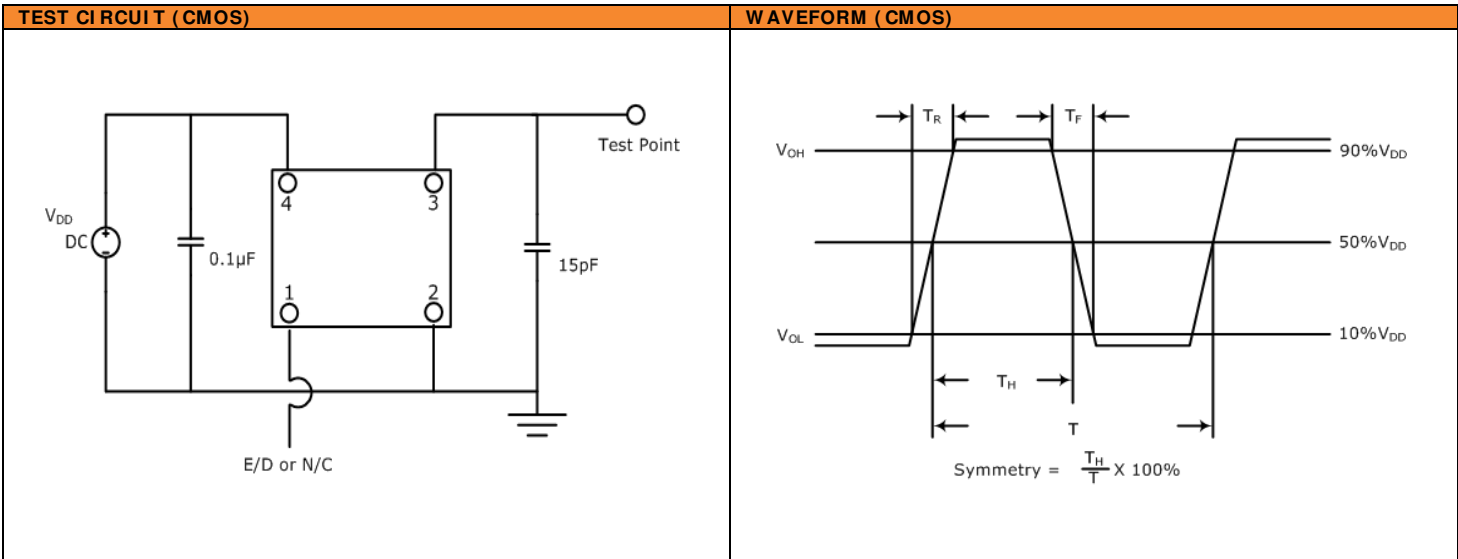 TEST CIRCUIT (CMOS)
WAVEFORM (CMOS)
Test Point
4
3
VDD
DC
+
-
0.1µF
15pF
1
2
E/D or N/C
TR
TF
VOH
90%VDD
50%VDD
VOL
10%VDD
TH
T
Symmetry = TH/T X 100%